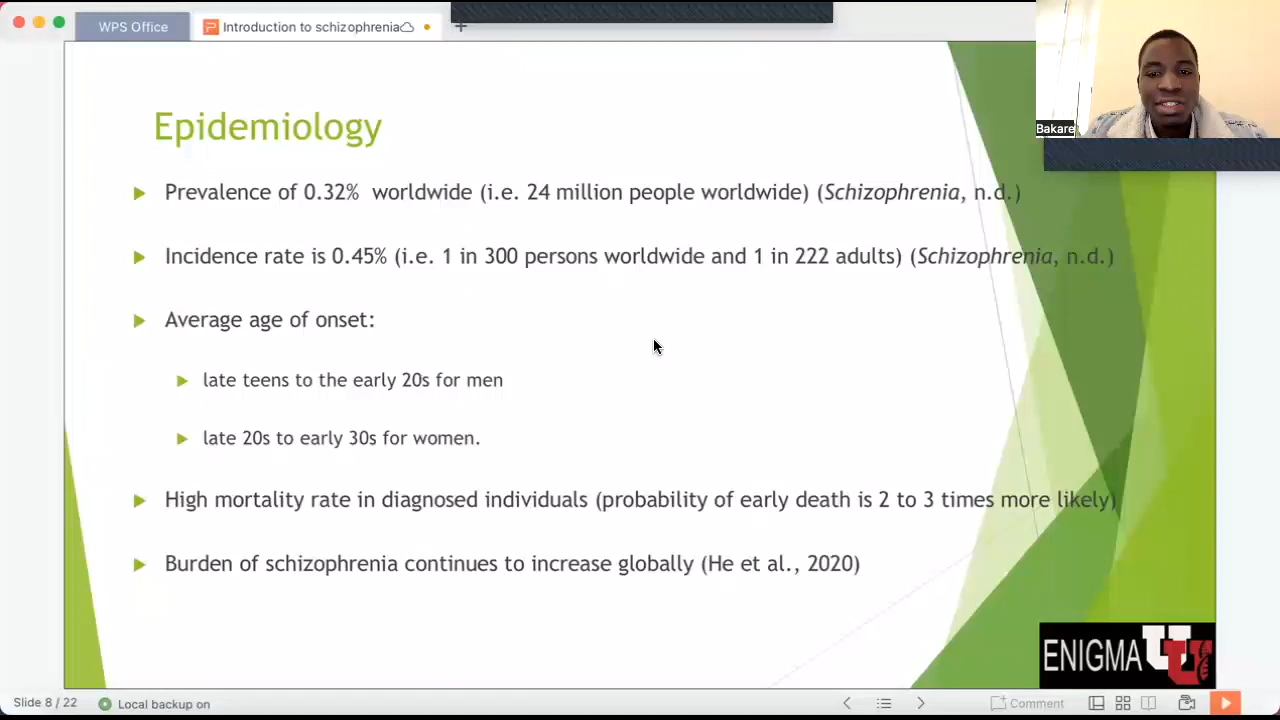 WPS Office
Introduction to schizophrenia
+
Bakare
Epidemiology
Prevalence of 0.32% worldwide (i.e. 24 million people worldwide) (Schizophrenia, n.d.)
Incidence rate is 0.45% (i.e. 1 in 300 persons worldwide and 1 in 222 adults) (Schizophrenia, n.d.)
Average age of onset:
late teens to the early 20s for men
late 20s to early 30s for women.
High mortality rate in diagnosed individuals (probability of early death is 2 to 3 times more likely)
Burden of schizophrenia continues to increase globally (He et al., 2020)
ENIGMA U
Slide 8 / 22
Local backup on
Comment